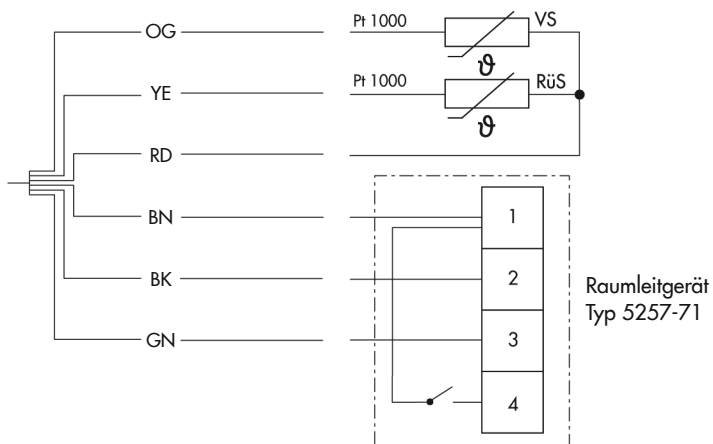 OG
Pt 1000
VS
ϑ
YE
Pt 1000
RüS
ϑ
RD
BN
1
BK
2
Raumleitgerät
Typ 5257-71
GN
3
4